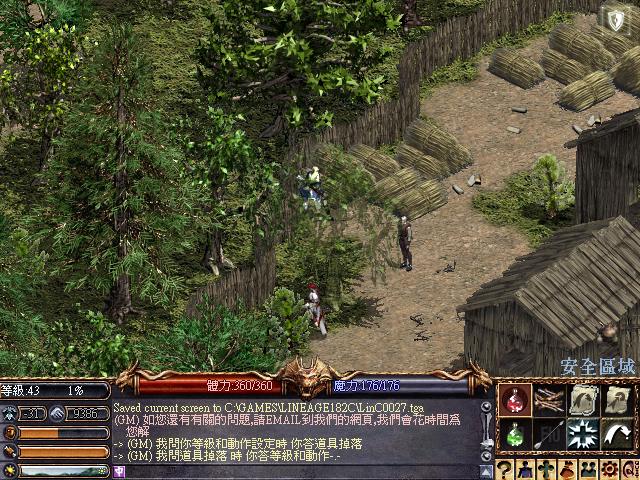 安全區域
等級:43 1%
體力:360/360
魔力:176/176
-31
9386
Saved current screen to C:\GAMES\LINEAGE182C\LinC0027.tga
(GM) 如您還有有關的問題,請EMAIL到我們的網頁,我們會花時間為
您解
-> (GM) 我問你等級和動作設定時 你答道具掉落
-> (GM) 我問道具掉落 時 你答等級和動作-.-